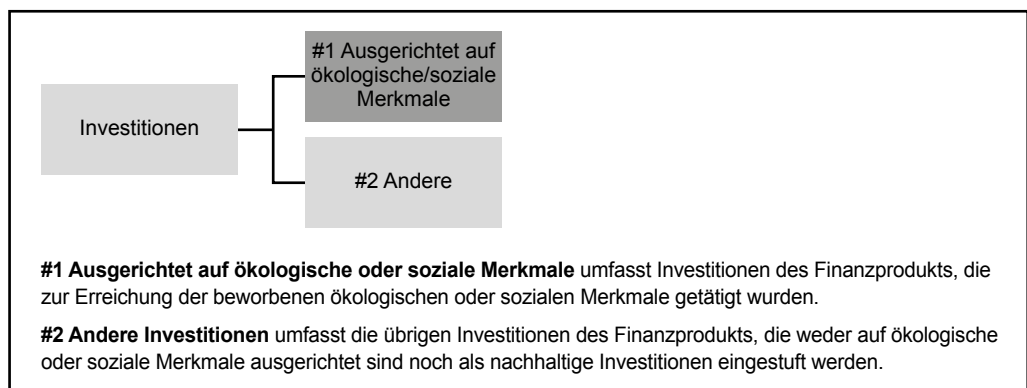 #1 Ausgerichtet auf
ökologische/soziale
Merkmale
Investitionen
#2 Andere
#1 Ausgerichtet auf ökologische oder soziale Merkmale umfasst Investitionen des Finanzprodukts, die
zur Erreichung der beworbenen ökologischen oder sozialen Merkmale getätigt wurden.
#2 Andere Investitionen umfasst die übrigen Investitionen des Finanzprodukts, die weder auf ökologische
oder soziale Merkmale ausgerichtet sind noch als nachhaltige Investitionen eingestuft werden.